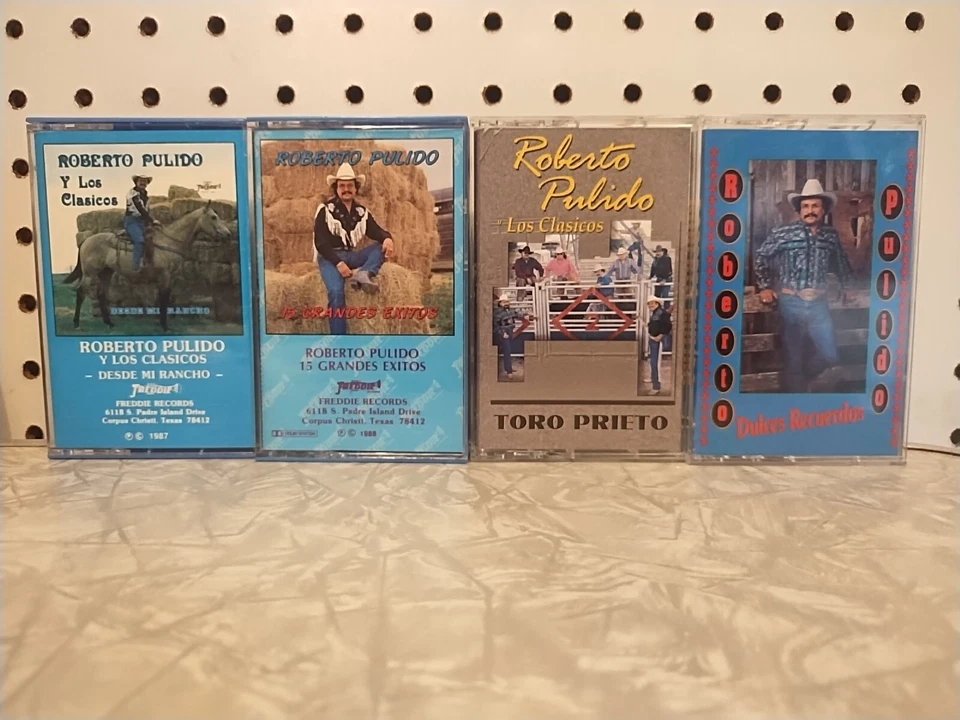 ROBERTO PULIDO
Y Los
Clasicos
DESDE MI RANCHO
ROBERTO PULIDO
Y LOS CLASICOS
- DESDE MI RANCHO -
FREDDIE RECORDS
6118 S. Padre Island Drive
Corpus Christi, Texas 78412
℗ © 1987
ROBERTO PULIDO
15 GRANDES EXITOS
ROBERTO PULIDO
15 GRANDES EXITOS
FREDDIE RECORDS
6118 S. Padre Island Drive
Corpus Christi, Texas 78412
℗ © 1988
Roberto
Pulido
y Los Clasicos
TORO PRIETO
Roberto
Pulido
Dulces Recuerdos